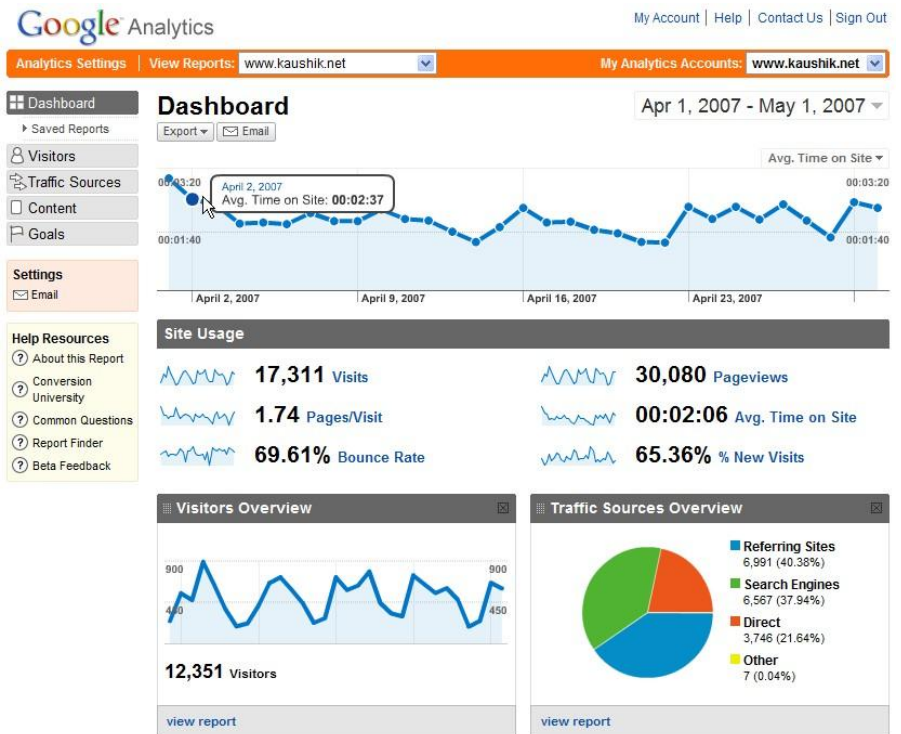 Google Analytics
My Account | Help | Contact Us | Sign Out
Analytics Settings | View Reports: www.kaushik.net
My Analytics Accounts: www.kaushik.net
Dashboard
Saved Reports
Visitors
Traffic Sources
Content
Goals
Settings
Email
Help Resources
About this Report
Conversion
University
Common Questions
Report Finder
Beta Feedback
Dashboard
Apr 1, 2007 - May 1, 2007
Export
Email
Avg. Time on Site
00:03:20
April 2, 2007
Avg. Time on Site: 00:02:37
00:03:20
00:01:40
00:01:40
April 2, 2007
April 9, 2007
April 16, 2007
April 23, 2007
Site Usage
17,311 Visits
30,080 Pageviews
1.74 Pages/Visit
00:02:06 Avg. Time on Site
69.61% Bounce Rate
65.36% % New Visits
Visitors Overview
900
900
450
450
12,351 Visitors
view report
Traffic Sources Overview
Referring Sites
6,991 (40.38%)
Search Engines
6,567 (37.94%)
Direct
3,746 (21.64%)
Other
7 (0.04%)
view report